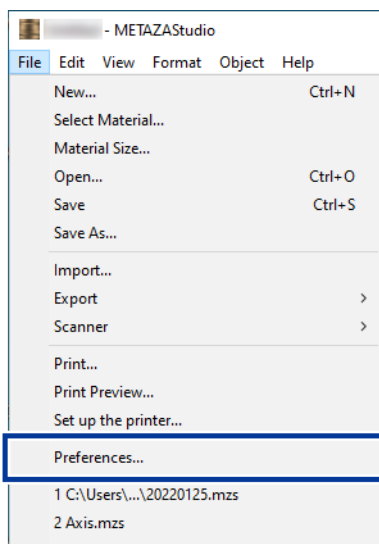 - METAZAStudio
File Edit View Format Object Help
New... Ctrl+N
Select Material...
Material Size...
Open... Ctrl+O
Save Ctrl+S
Save As...
Import...
Export
Scanner
Print...
Print Preview...
Set up the printer...
Preferences...
1 C:\Users\...\20220125.mzs
2 Axis.mzs